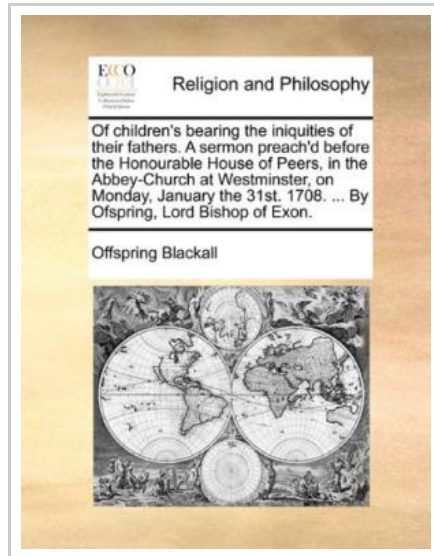 ECCO
Religion and Philosophy
Of children's bearing the iniquities of
their fathers. A sermon preach'd before
the Honourable House of Peers, in the
Abbey-Church at Westminster, on
Monday, January the 31st. 1708. ... By
Ofspring, Lord Bishop of Exon.
Offspring Blackall